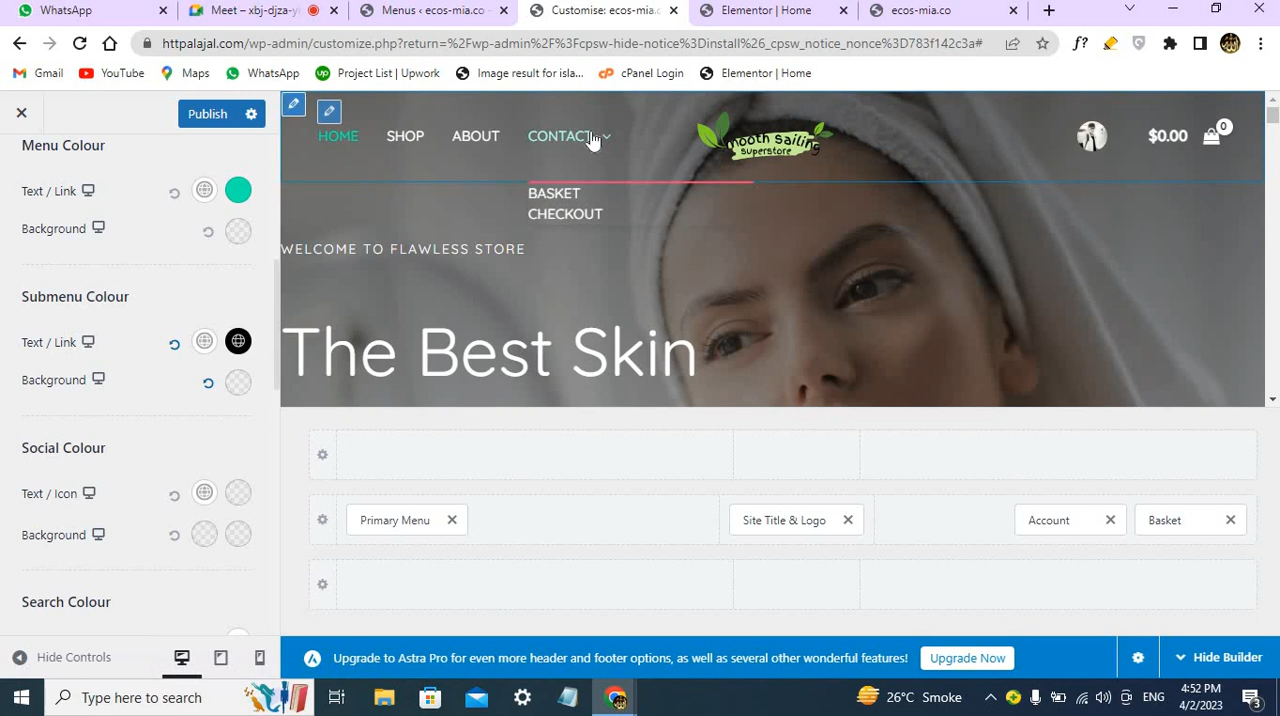 WhatsApp
Meet – xbj-djza-yi
Menus ‹ ecos-mia.co
Customise: ecos-mia.c
Elementor | Home
ecos-mia.co
httpalajal.com/wp-admin/customize.php?return=%2Fwp-admin%2F%3Fcpsw-hide-notice%3Dinstall%26_cpsw_notice_nonce%3D783f142c3a#
f?
Gmail
YouTube
Maps
WhatsApp
Project List | Upwork
Image result for isla...
cPanel Login
Elementor | Home
Publish
HOME
SHOP
ABOUT
CONTACT
mooth sailing
superstore
$0.00
0
BASKET
CHECKOUT
WELCOME TO FLAWLESS STORE
The Best Skin
Menu Colour
Text / Link
Background
Submenu Colour
Text / Link
Background
Social Colour
Text / Icon
Background
Search Colour
Primary Menu
Site Title & Logo
Account
Basket
Hide Controls
Upgrade to Astra Pro for even more header and footer options, as well as several other wonderful features!
Upgrade Now
Hide Builder
Type here to search
26°C Smoke
ENG
4:52 PM
4/2/2023
3